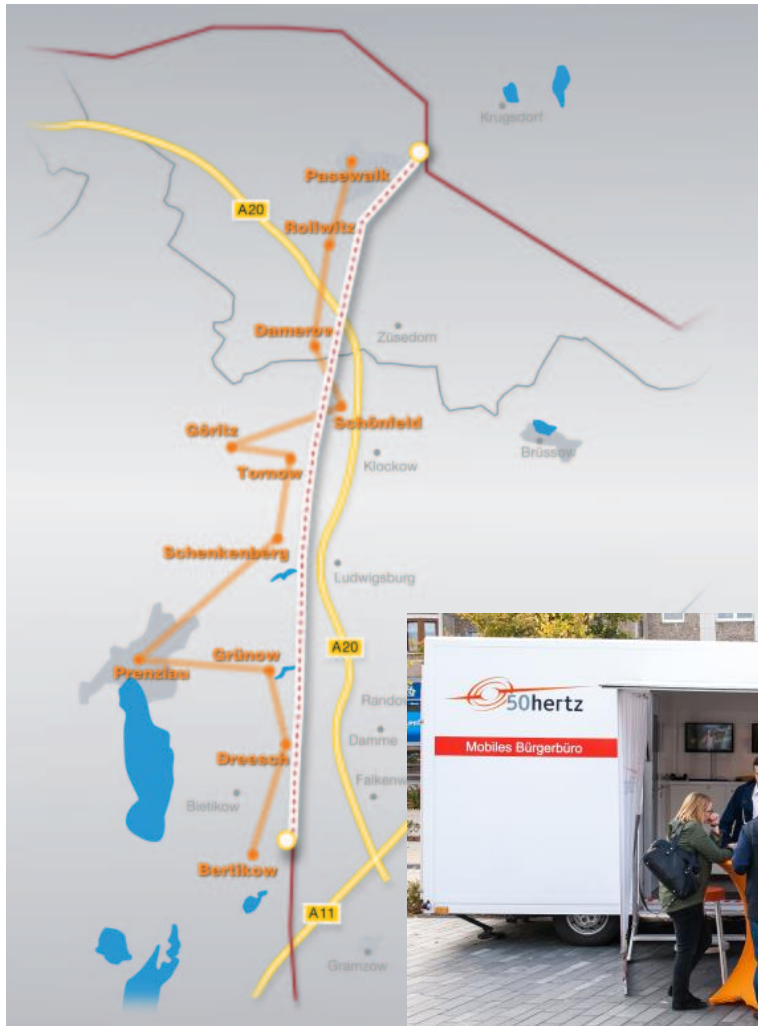 Krugsdorf
Pasewalk
A20
Rollwitz
Damerow
Züsedom
Schönfeld
Göritz
Klockow
Brüssow
Tornow
Schenkenberg
Ludwigsburg
A20
Grünow
Prenzlau
Dreesch
Damme
Bietikow
Bertikow
A11
Gramzow
50hertz
Mobiles Bürgerbüro